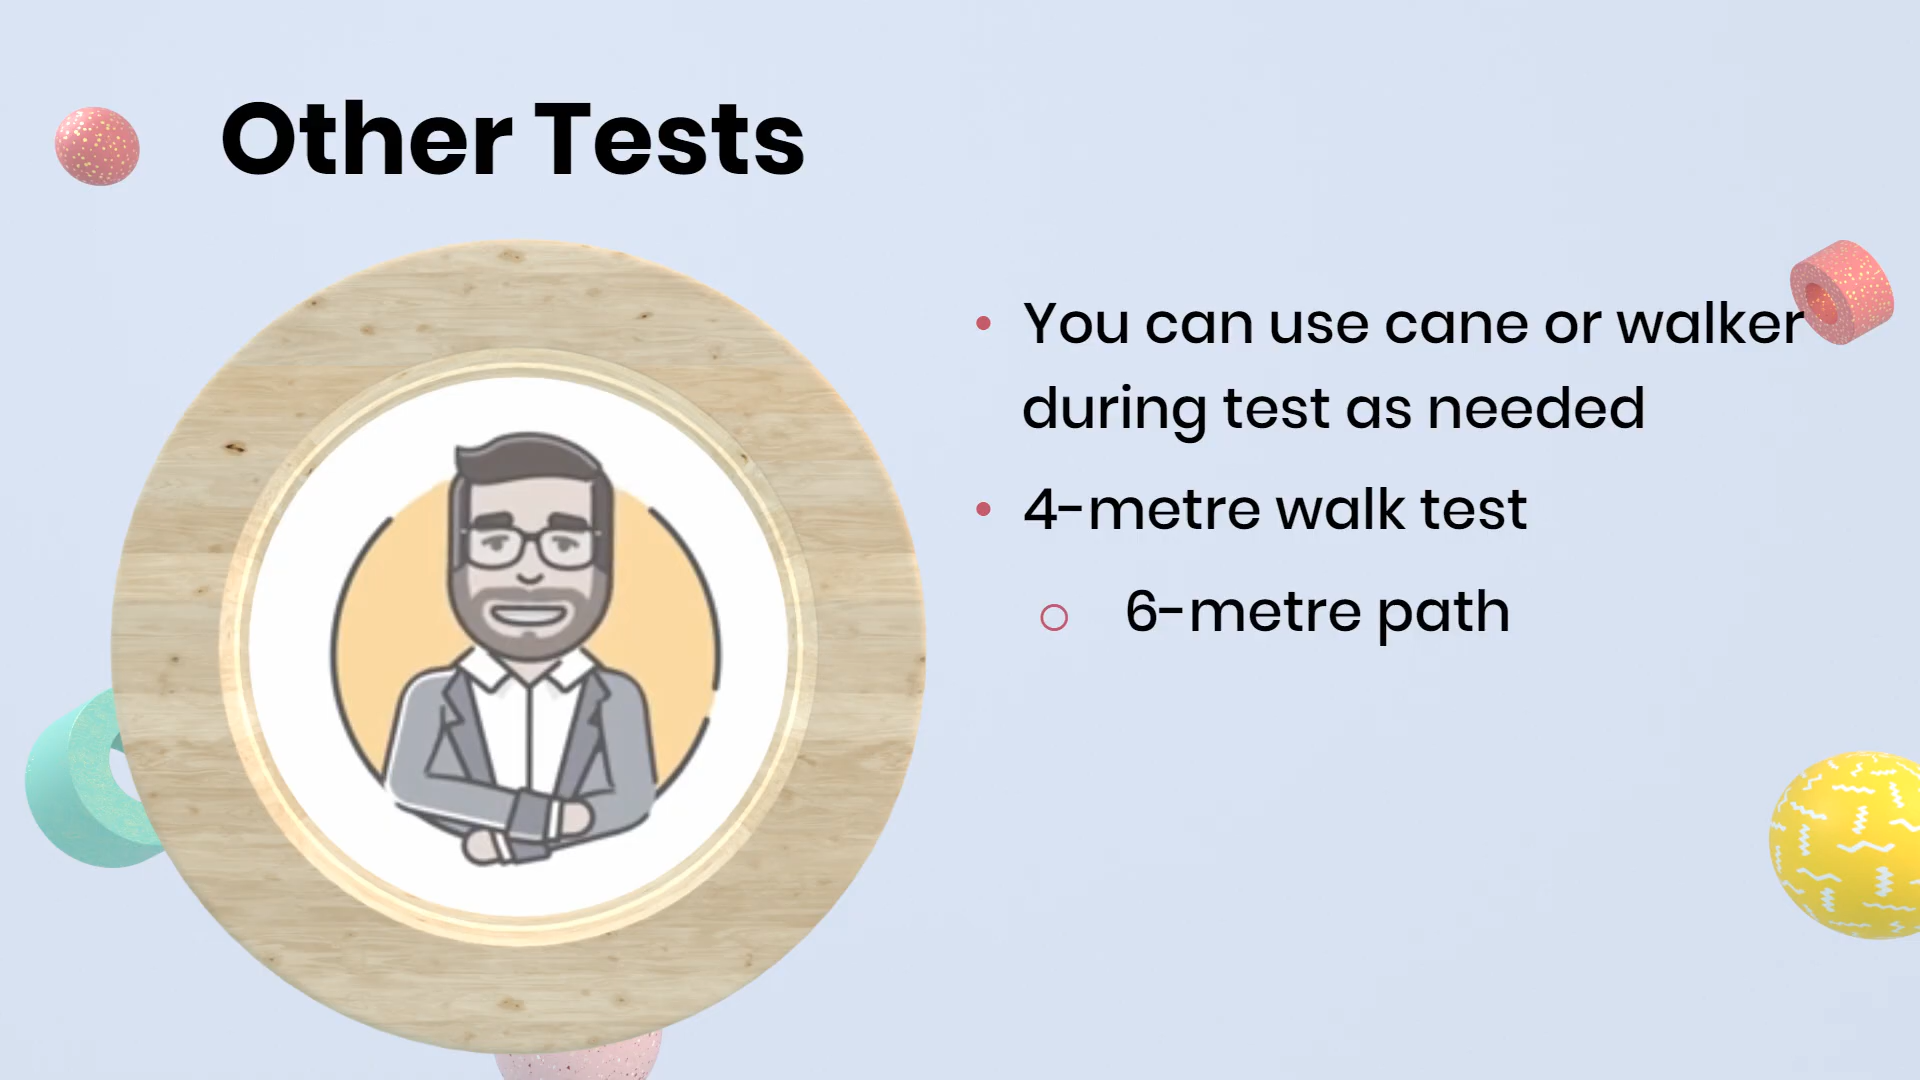 Other Tests
• You can use cane or walker
during test as needed
• 4-metre walk test
○ 6-metre path